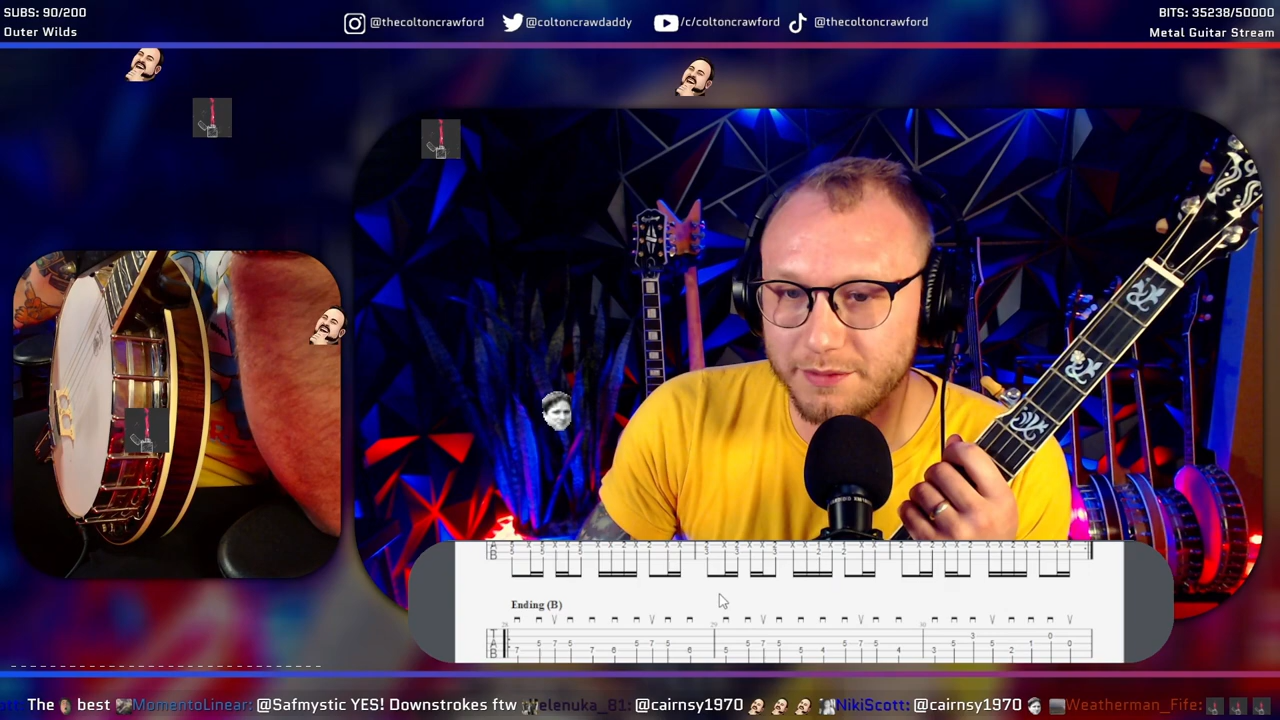 SUBS: 90/200
Outer Wilds
@thecoltoncrawford
@coltoncrawdaddy
/c/coltoncrawford
@thecoltoncrawford
BITS: 35238/50000
Metal Guitar Stream
Ending (B)
The best MomentoLinear: @Safmystic YES! Downstrokes ftw elenuka_81: @cairnsy1970 NikiScott: @cairnsy1970 Weatherman_Fife: